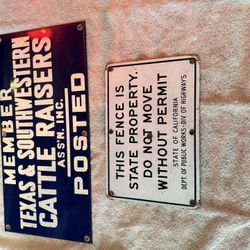 MEMBER
TEXAS & SOUTHWESTERN
CATTLE RAISERS
ASS'N. INC.
POSTED
THIS FENCE IS
STATE PROPERTY.
DO NOT MOVE
WITHOUT PERMIT
STATE OF CALIFORNIA
DEPT. OF PUBLIC WORKS-DIV. OF HIGHWAYS